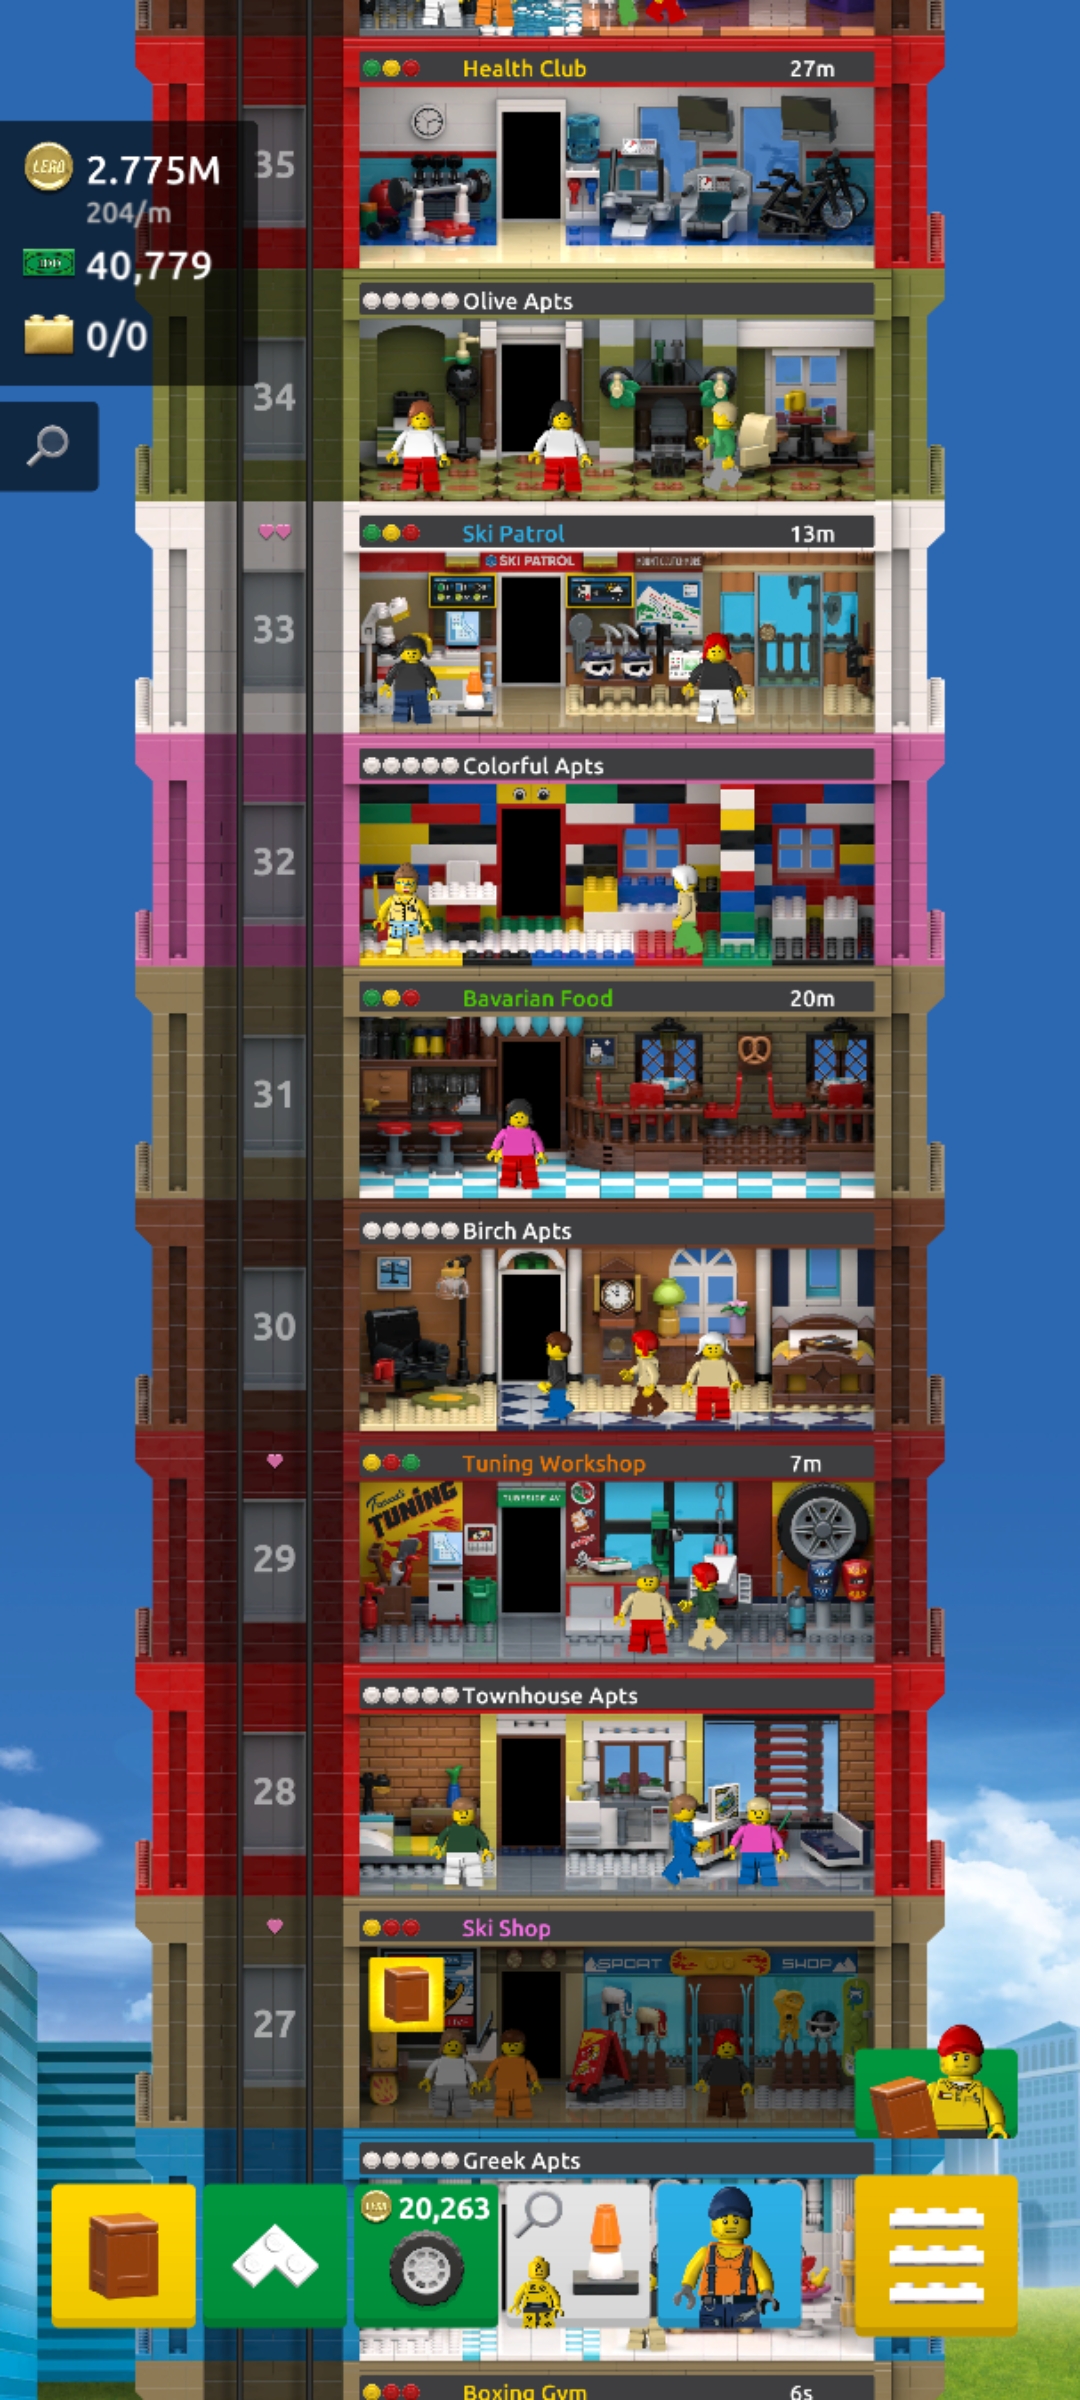 Health Club 27m
35
LEGO 2.775M
204/m
40,779
0/0
Olive Apts
34
Ski Patrol 13m
SKI PATROL
33
Colorful Apts
32
Bavarian Food 20m
31
Birch Apts
30
Tuning Workshop 7m
TUNING
29
Townhouse Apts
28
Ski Shop
SPORT SHOP
27
Greek Apts
20,263
Boxing Gym 6s